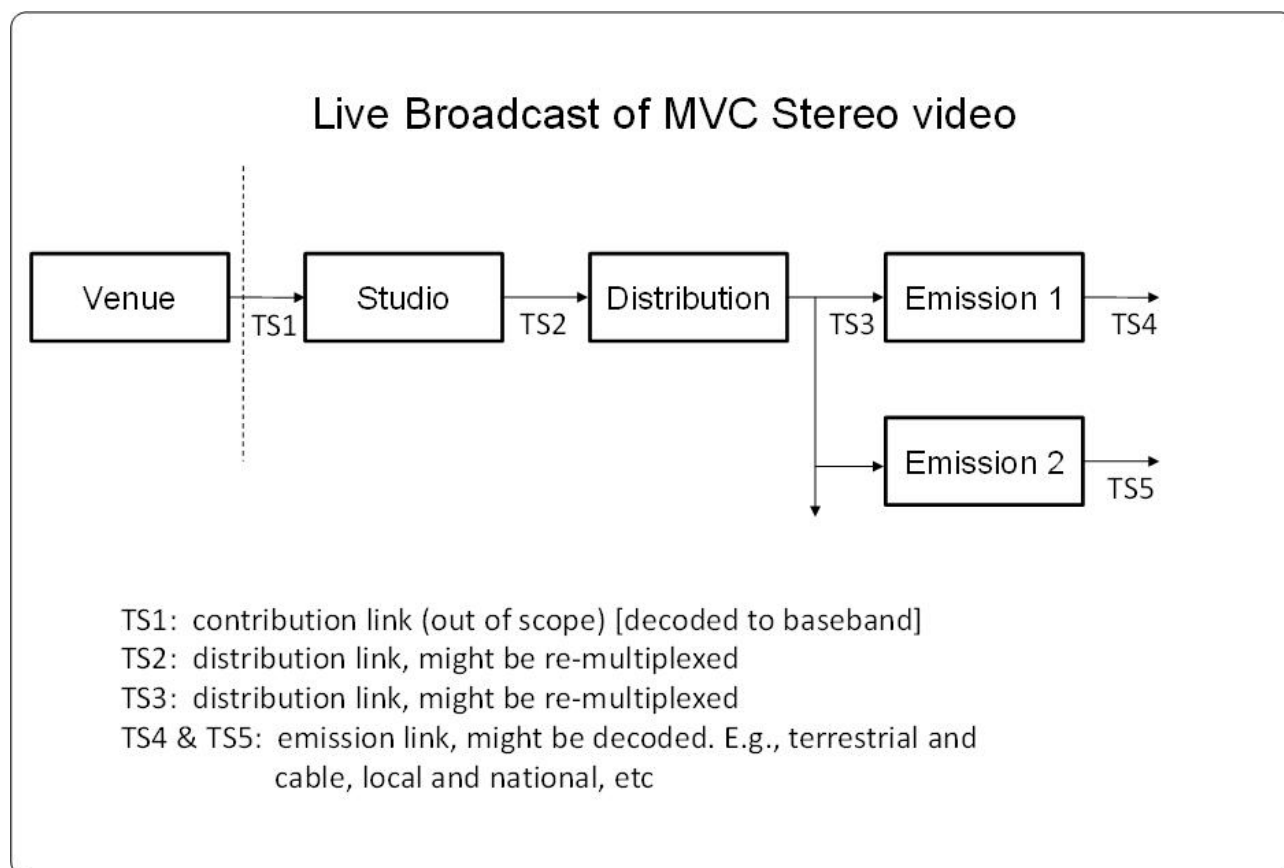 Live Broadcast of MVC Stereo video
Venue
TS1
Studio
TS2
Distribution
TS3
Emission 1
TS4
Emission 2
TS5
TS1: contribution link (out of scope) [decoded to baseband]
TS2: distribution link, might be re-multiplexed
TS3: distribution link, might be re-multiplexed
TS4 & TS5: emission link, might be decoded. E.g., terrestrial and
cable, local and national, etc